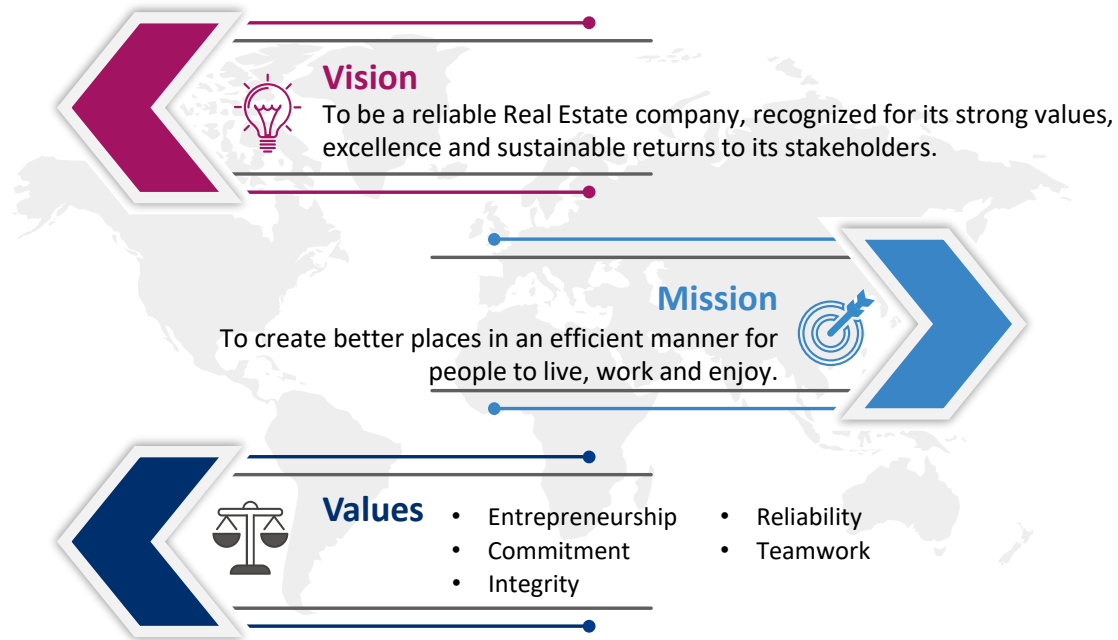 Vision
To be a reliable Real Estate company, recognized for its strong values,
excellence and sustainable returns to its stakeholders.
Mission
To create better places in an efficient manner for
people to live, work and enjoy.
Values
• Entrepreneurship
• Commitment
• Integrity
• Reliability
• Teamwork